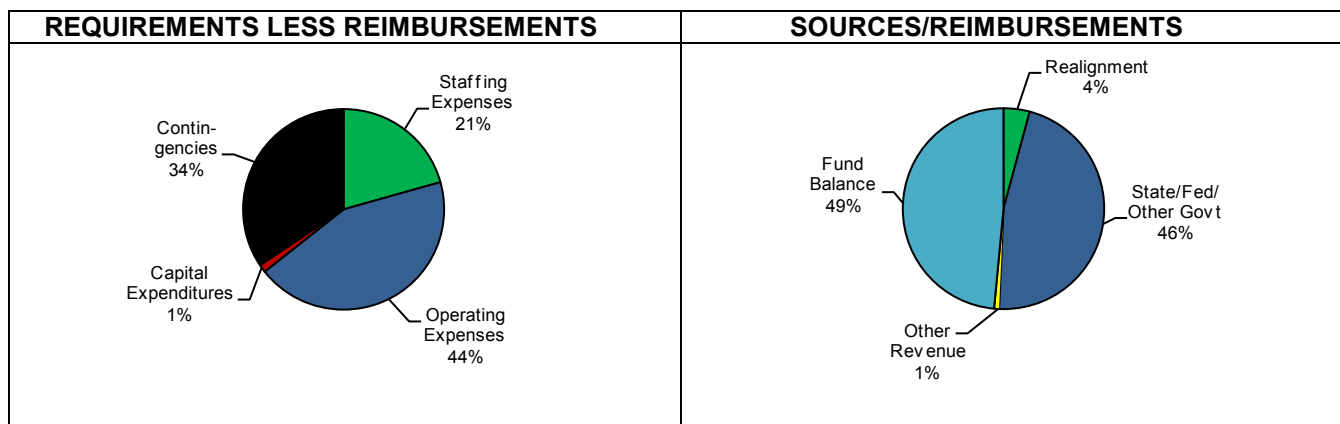 REQUIREMENTS LESS REIMBURSEMENTS
Staffing
Expenses
21%
Contin-
gencies
34%
Capital
Expenditures
1%
Operating
Expenses
44%
SOURCES/REIMBURSEMENTS
Realignment
4%
Fund
Balance
49%
State/Fed/
Other Govt
46%
Other
Revenue
1%